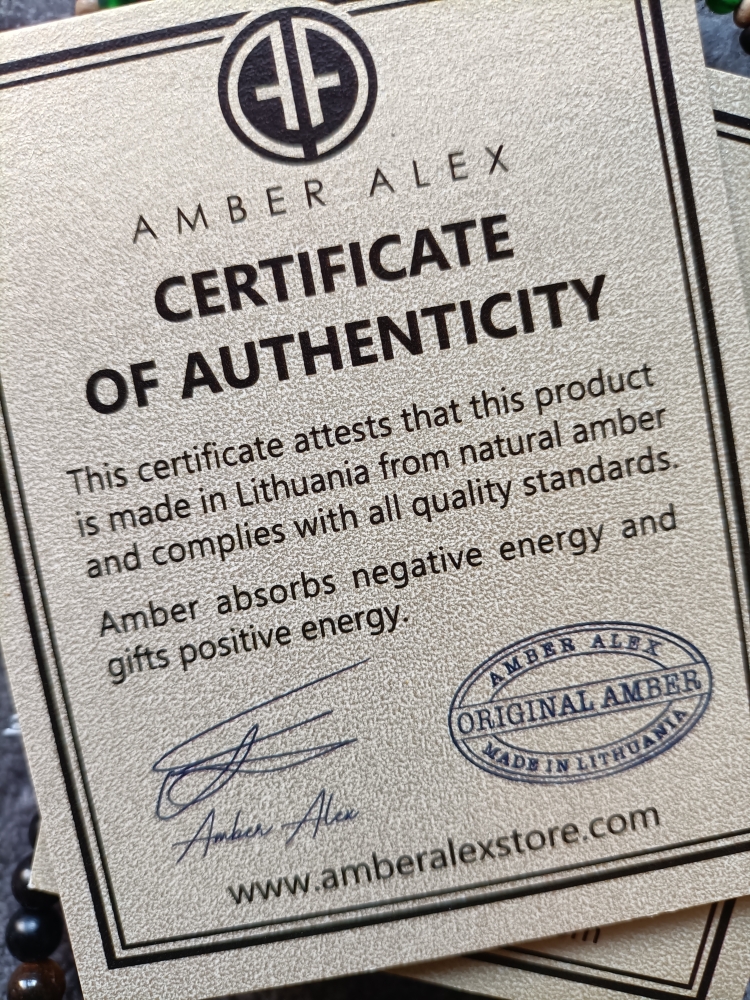 AMBER ALEX
CERTIFICATE
OF AUTHENTICITY
This certificate attests that this product
is made in Lithuania from natural amber
and complies with all quality standards.
Amber absorbs negative energy and
gifts positive energy.
AMBER ALEX
ORIGINAL AMBER
MADE IN LITHUANIA
Amber Alex
www.amberalexstore.com